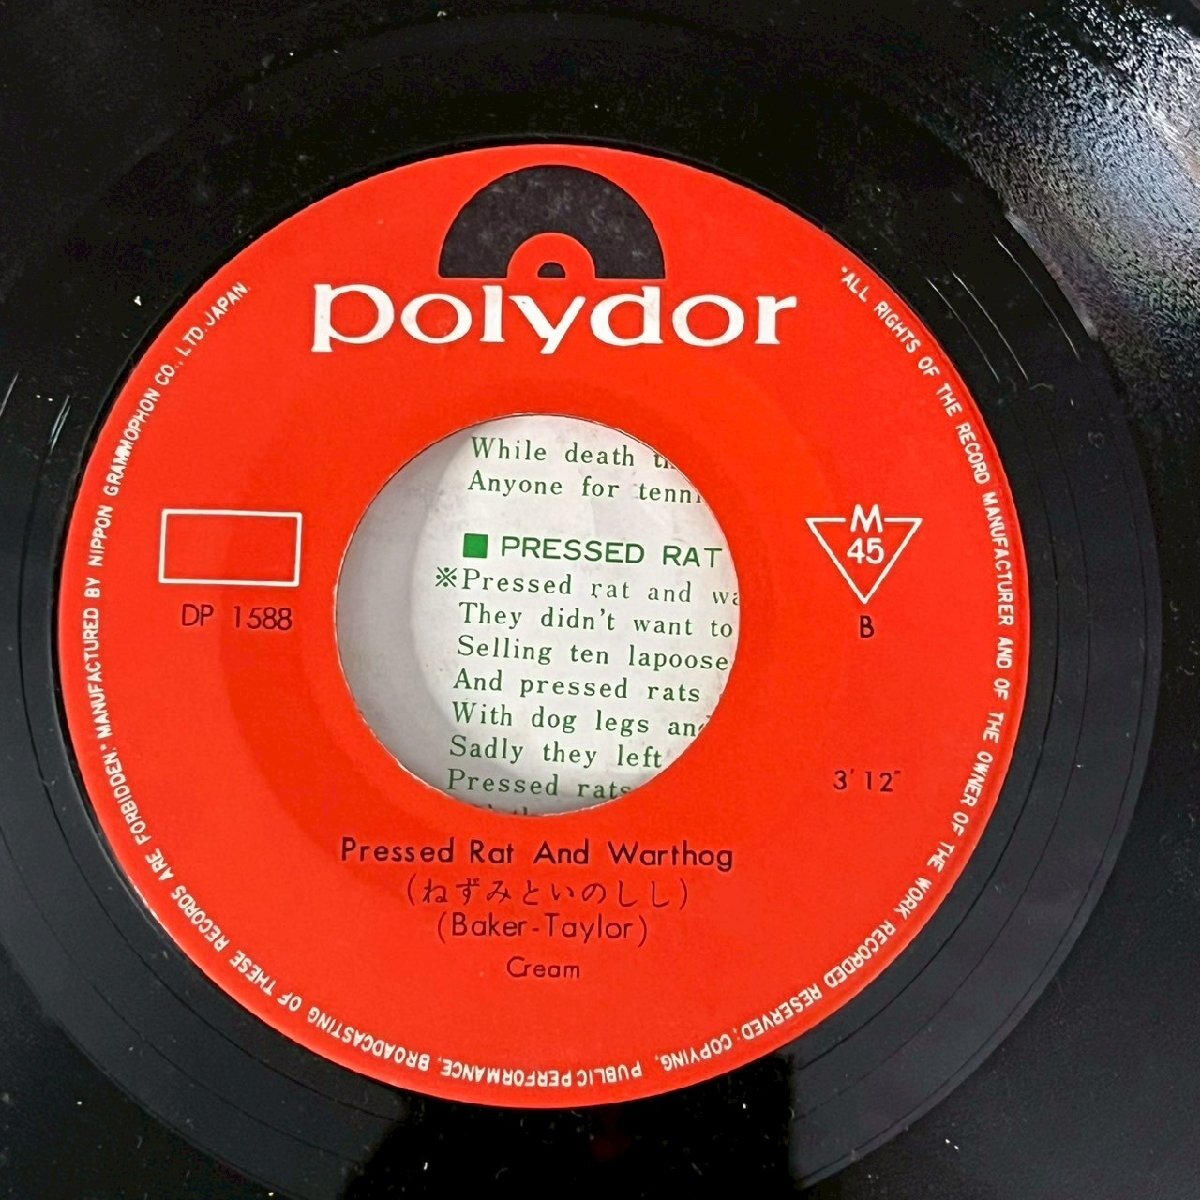 polydor
"ALL RIGHTS OF THE RECORD MANUFACTURER AND OF THE OWNER OF THE WORK RECORDED RESERVED; COPYING, PUBLIC PERFORMANCE, BROADCASTING OF THESE RECORDS ARE FORBIDDEN." MANUFACTURED BY NIPPON GRAMMOPHON CO., LTD. JAPAN.
While death
Anyone for
■ PRESSED RAT
※Pressed rat and
They didn't want to
Selling ten lapoose
And pressed rats
With dog legs
Sadly they left
Pressed rats
DP 1588
M
45
B
3' 12"
Pressed Rat And Warthog
(ねずみといのしし)
(Baker-Taylor)
Cream